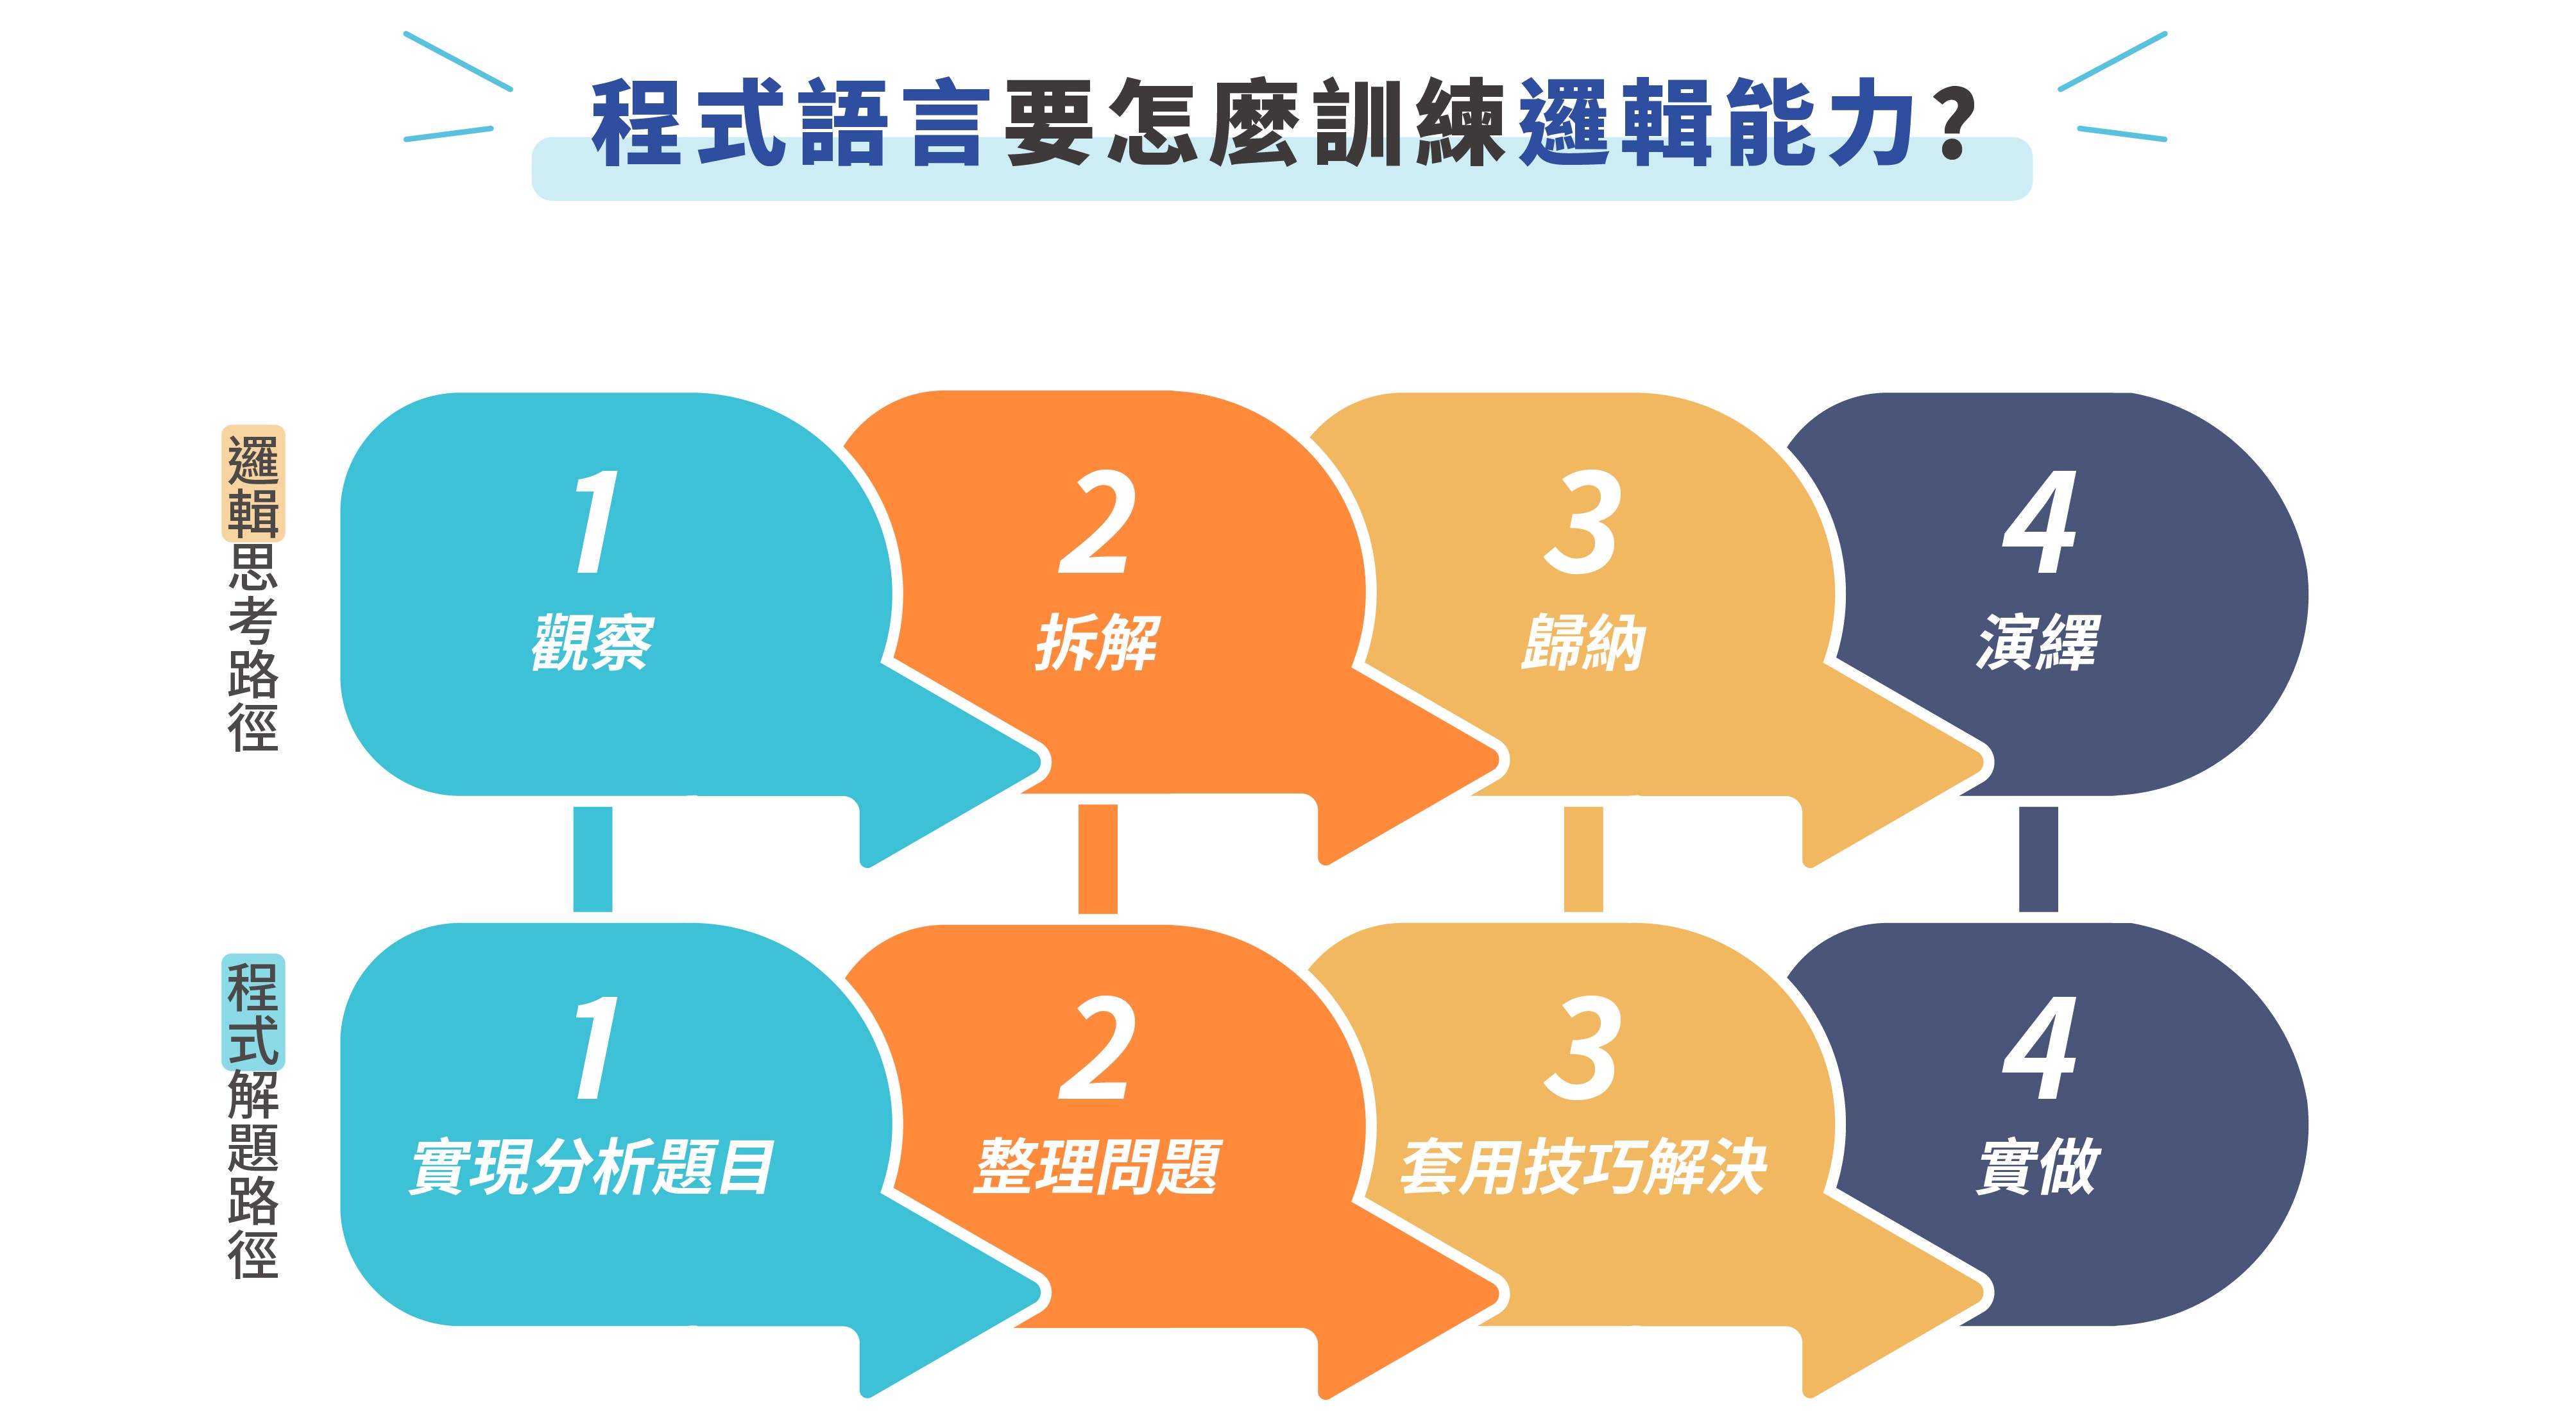 程式語言要怎麼訓練邏輯能力?
邏輯思考路徑
1
觀察
2
拆解
3
歸納
4
演繹
程式解題路徑
1
實現分析題目
2
整理問題
3
套用技巧解決
4
實做